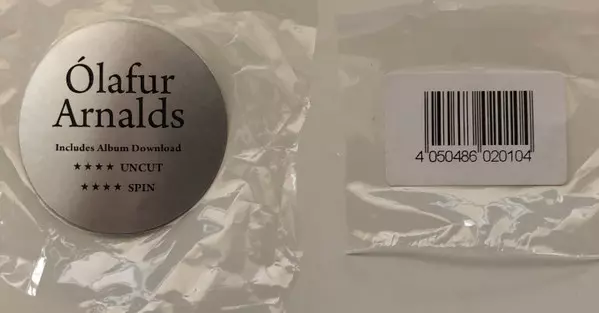 Ólafur
Arnalds
Includes Album Download
★★★★ UNCUT
★★★★ SPIN
4 050486 020104